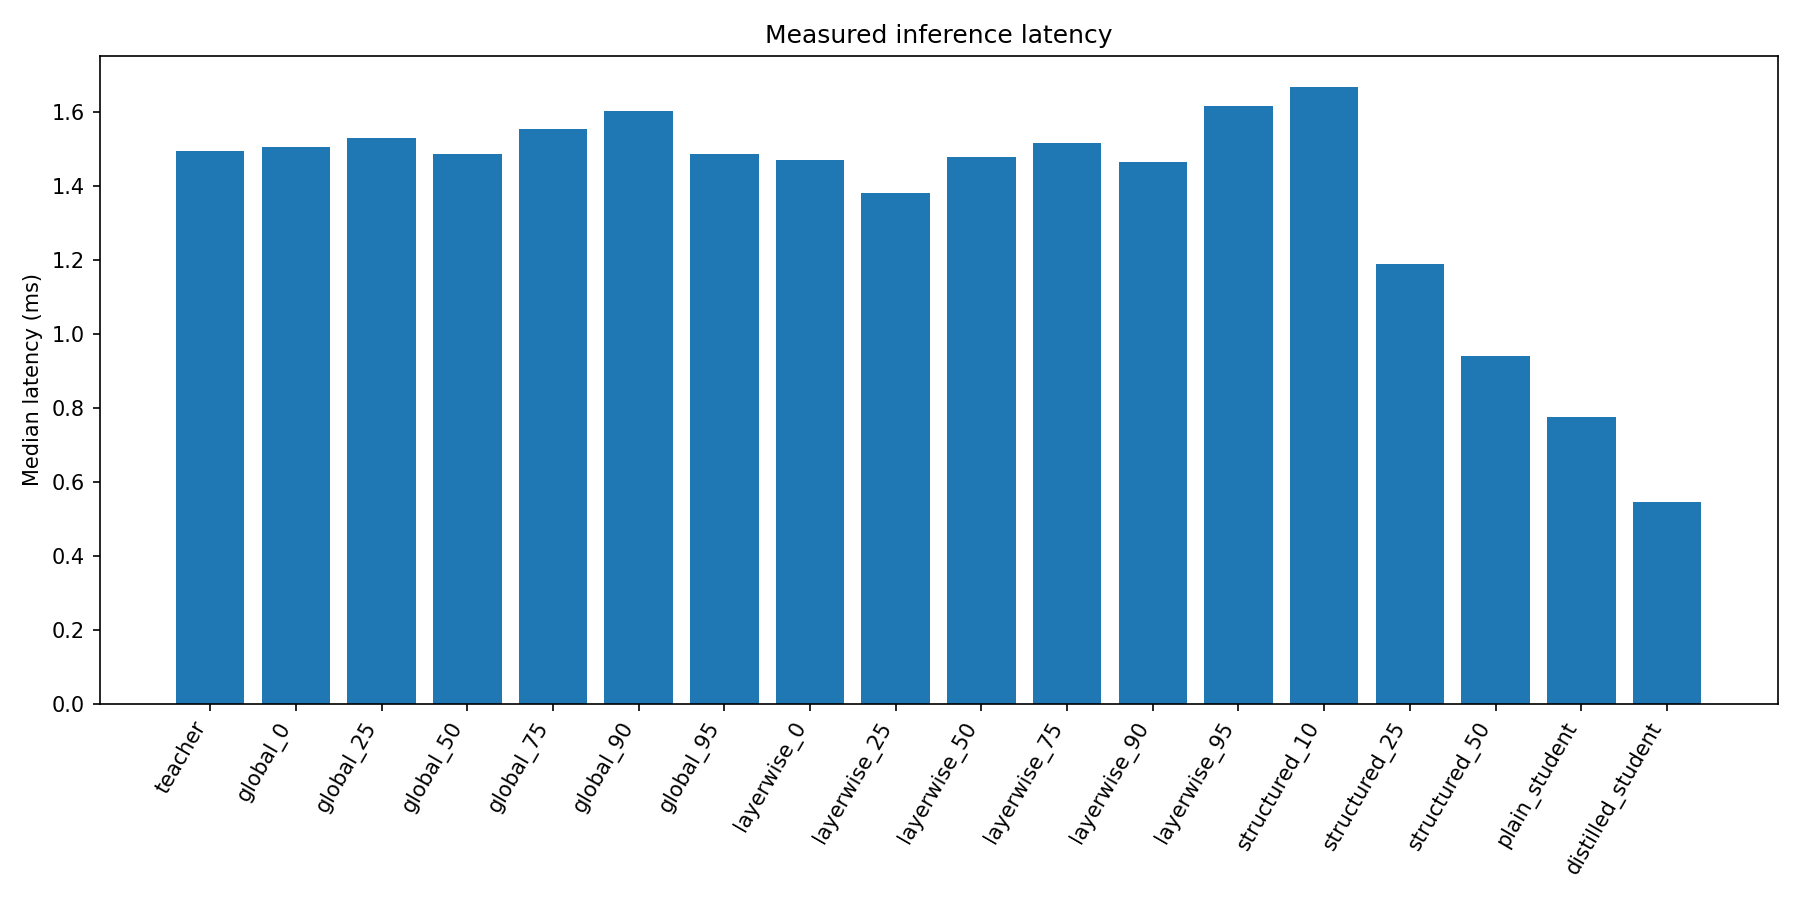 Measured inference latency
Median latency (ms)
1.6
1.4
1.2
1.0
0.8
0.6
0.4
0.2
0.0
teacher
global_0
global_25
global_50
global_75
global_90
global_95
layerwise_0
layerwise_25
layerwise_50
layerwise_75
layerwise_90
layerwise_95
structured_10
structured_25
structured_50
plain_student
distilled_student